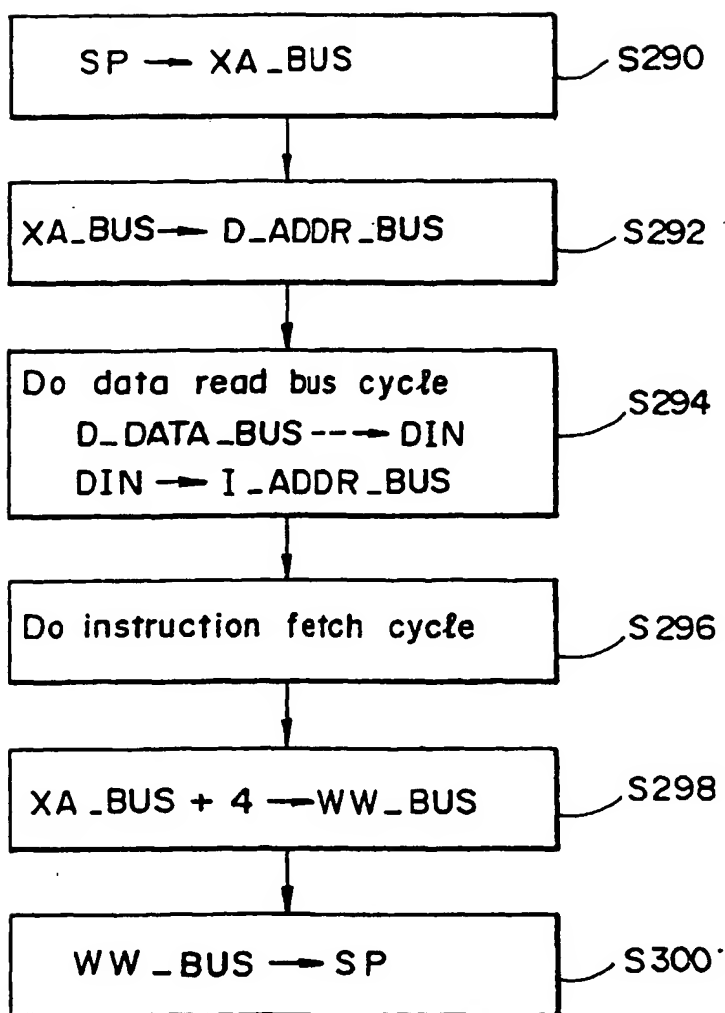 SP → XA_BUS
S290
XA_BUS → D_ADDR_BUS
S292
Do data read bus cycle
D_DATA_BUS ---→ DIN
DIN → I_ADDR_BUS
S294
Do instruction fetch cycle
S296
XA_BUS + 4 → WW_BUS
S298
WW_BUS → SP
S300